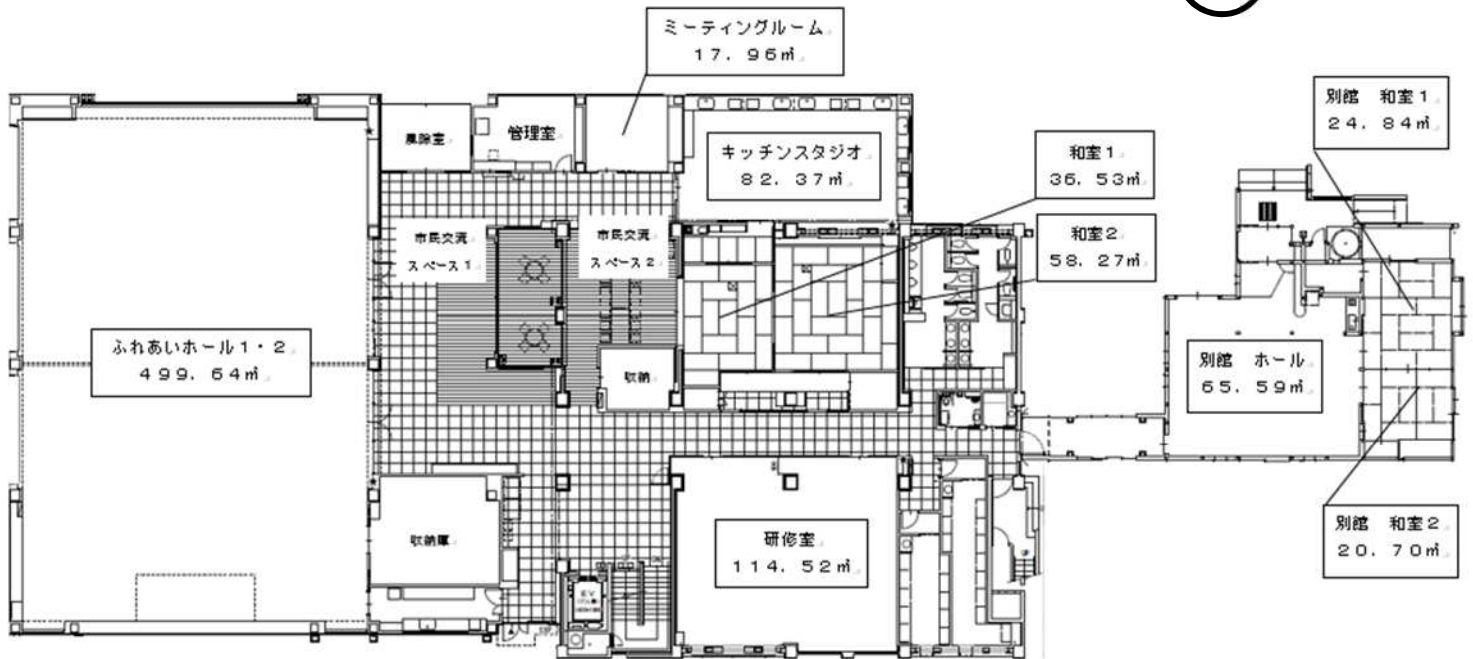 ミーティングルーム
17.96㎡
別館 和室1
24.84㎡
風除室
管理室
キッチンスタジオ
82.37㎡
和室1
36.53㎡
市民交流
スペース1
市民交流
スペース2
和室2
58.27㎡
ふれあいホール1・2
499.64㎡
収納
別館 ホール
65.59㎡
収納庫
研修室
114.52㎡
別館 和室2
20.70㎡
EV